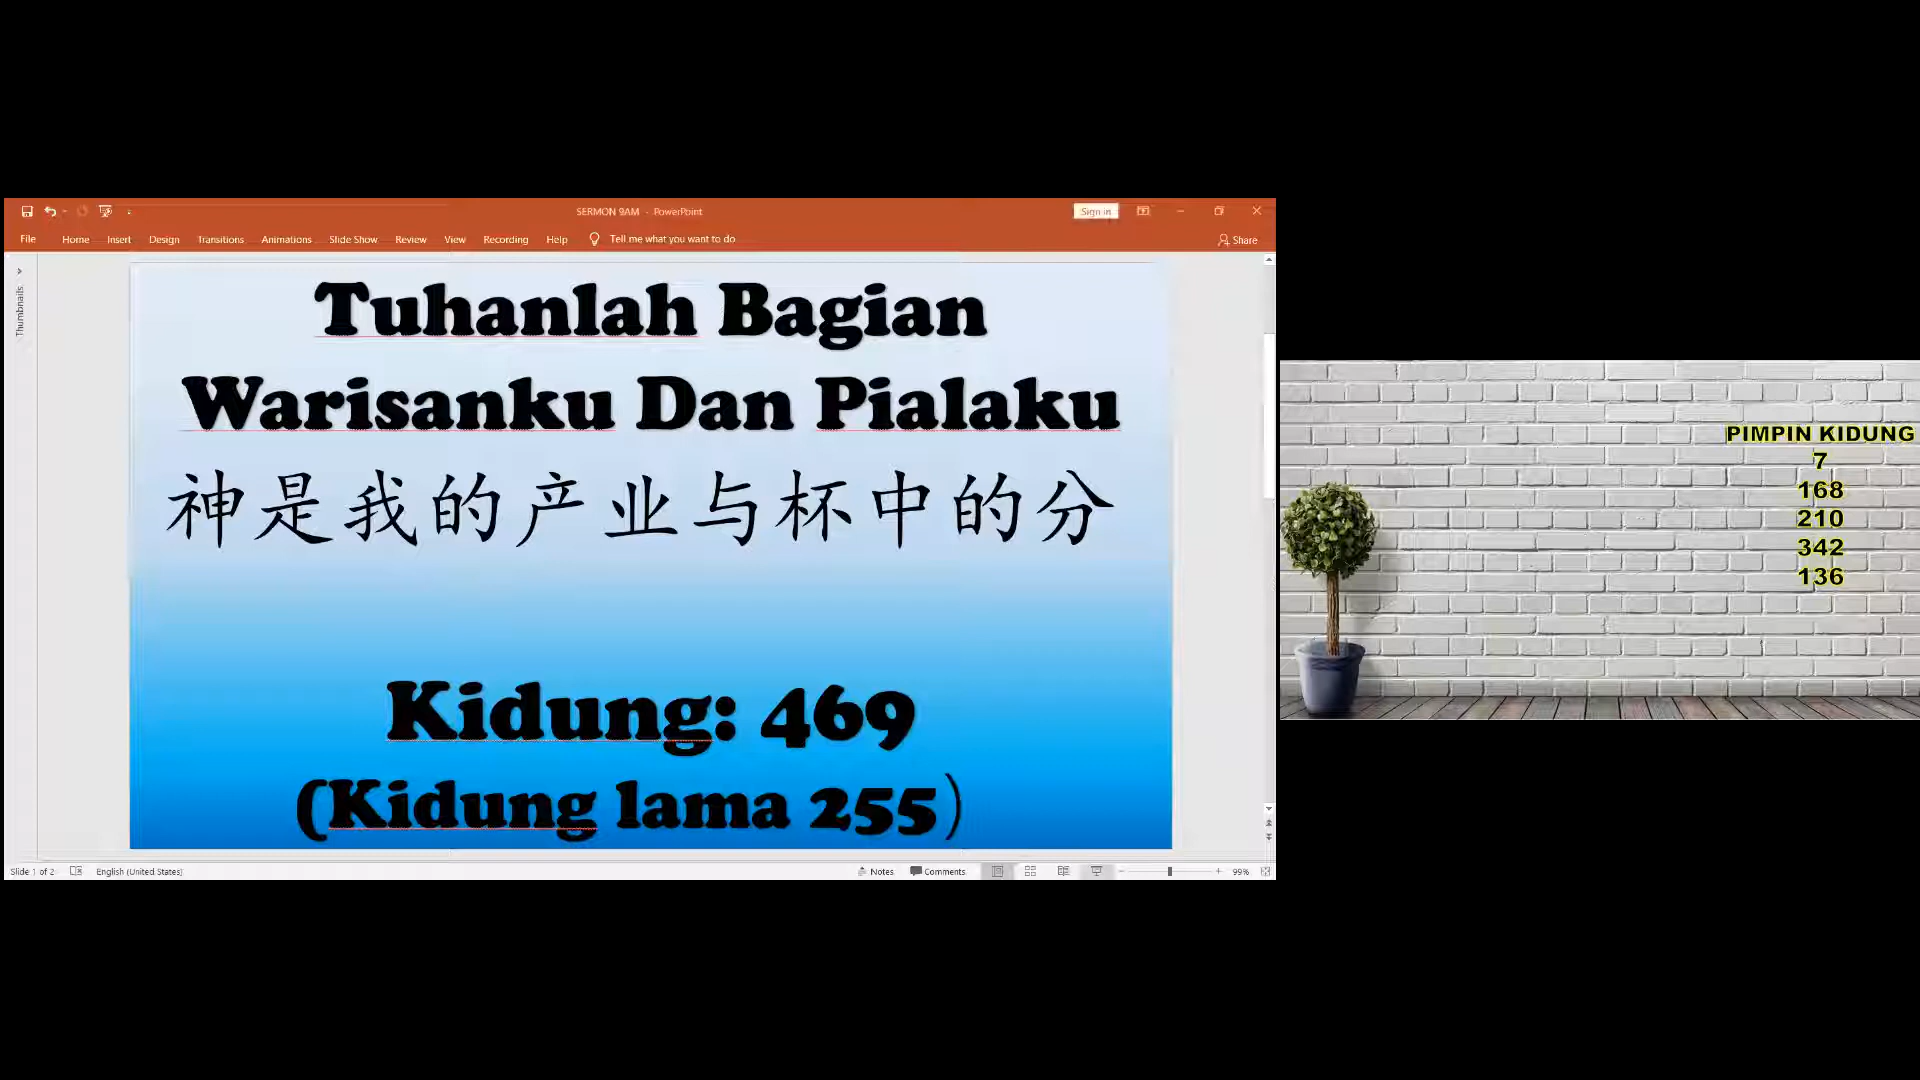 SERMON 9AM - PowerPoint
Sign in
File Home Insert Design Transitions Animations Slide Show Review View Recording Help Tell me what you want to do Share
Thumbnails
Tuhanlah Bagian
Warisanku Dan Pialaku
神是我的产业与杯中的分
Kidung: 469
(Kidung lama 255）
Slide 1 of 2 English (United States) Notes Comments 99%
PIMPIN KIDUNG
7
168
210
342
136